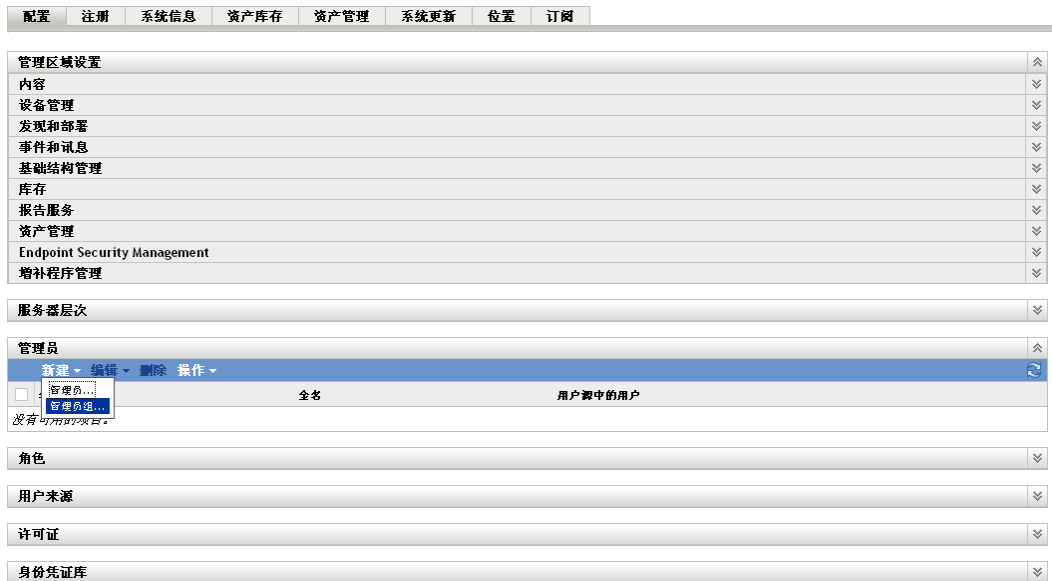 配置 注册 系统信息 资产库存 资产管理 系统更新 位置 订阅
管理区域设置
内容
设备管理
发现和部署
事件和讯息
基础结构管理
库存
报告服务
资产管理
Endpoint Security Management
增补程序管理
服务器层次
管理员
新建 编辑 删除 操作
管理员...
全名 用户源中的用户
管理员组...
没有可用的项目。
角色
用户来源
许可证
身份凭证库